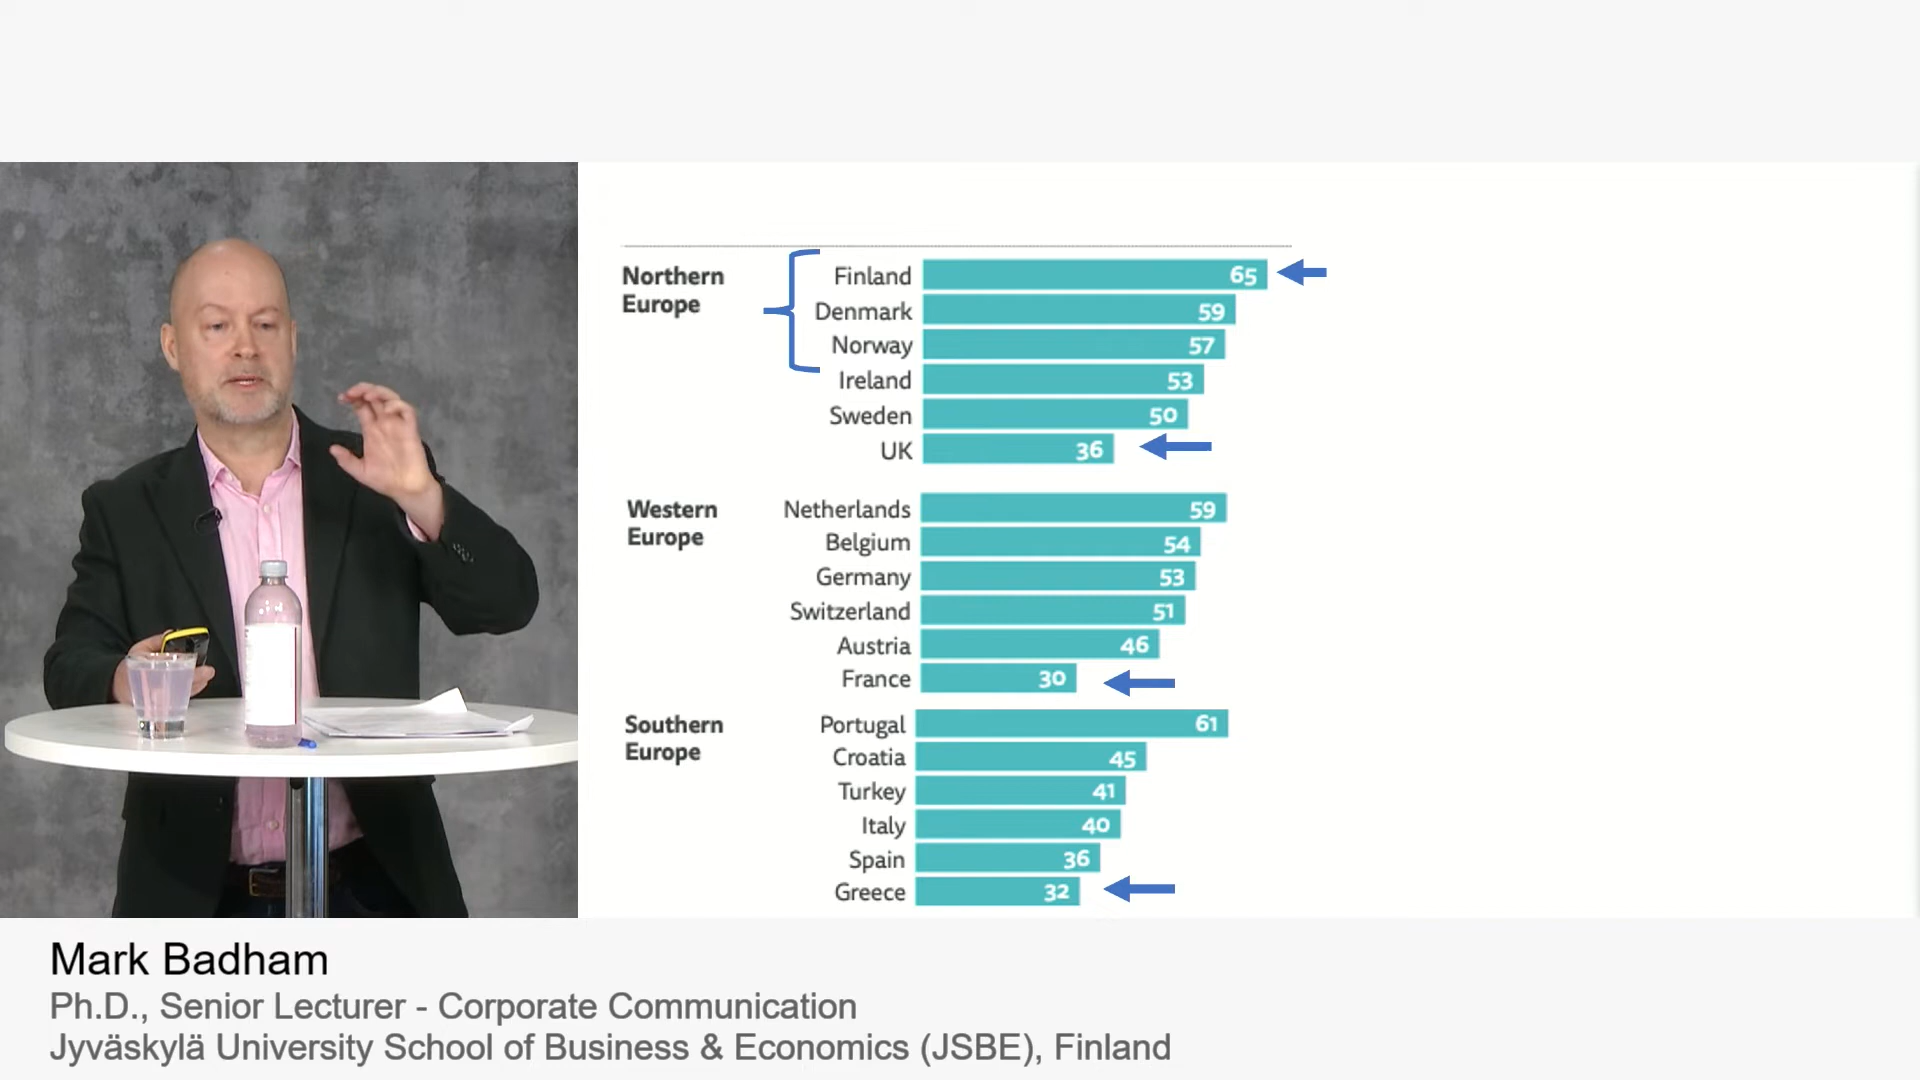 Northern
Europe
Finland 65
Denmark 59
Norway 57
Ireland 53
Sweden 50
UK 36
Western
Europe
Netherlands 59
Belgium 54
Germany 53
Switzerland 51
Austria 46
France 30
Southern
Europe
Portugal 61
Croatia 45
Turkey 41
Italy 40
Spain 36
Greece 32
Mark Badham
Ph.D., Senior Lecturer - Corporate Communication
Jyväskylä University School of Business & Economics (JSBE), Finland